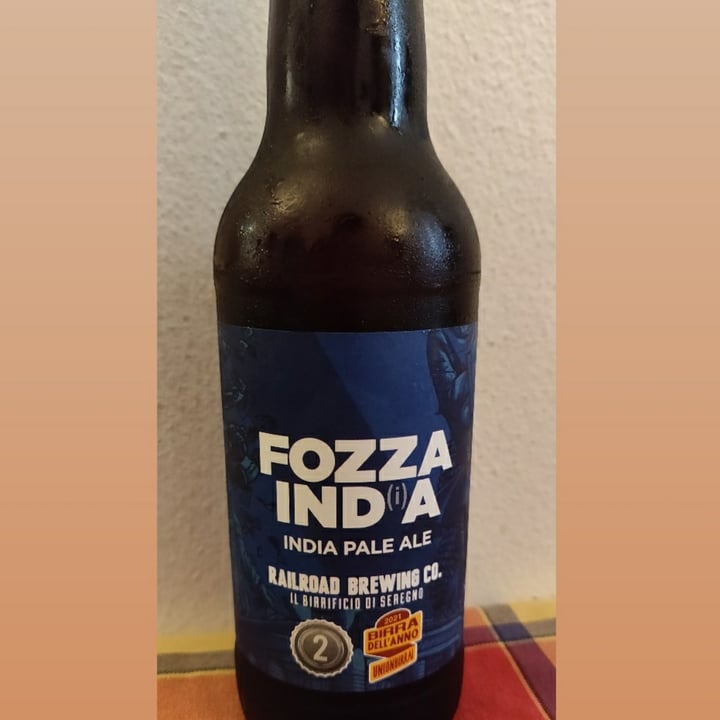 FOZZA
IND(i)A
INDIA PALE ALE
RAILROAD BREWING CO.
IL BIRRIFICIO DI SEREGNO
2
2021
BIRRA
DELL'ANNO
UNIONBIRRAI